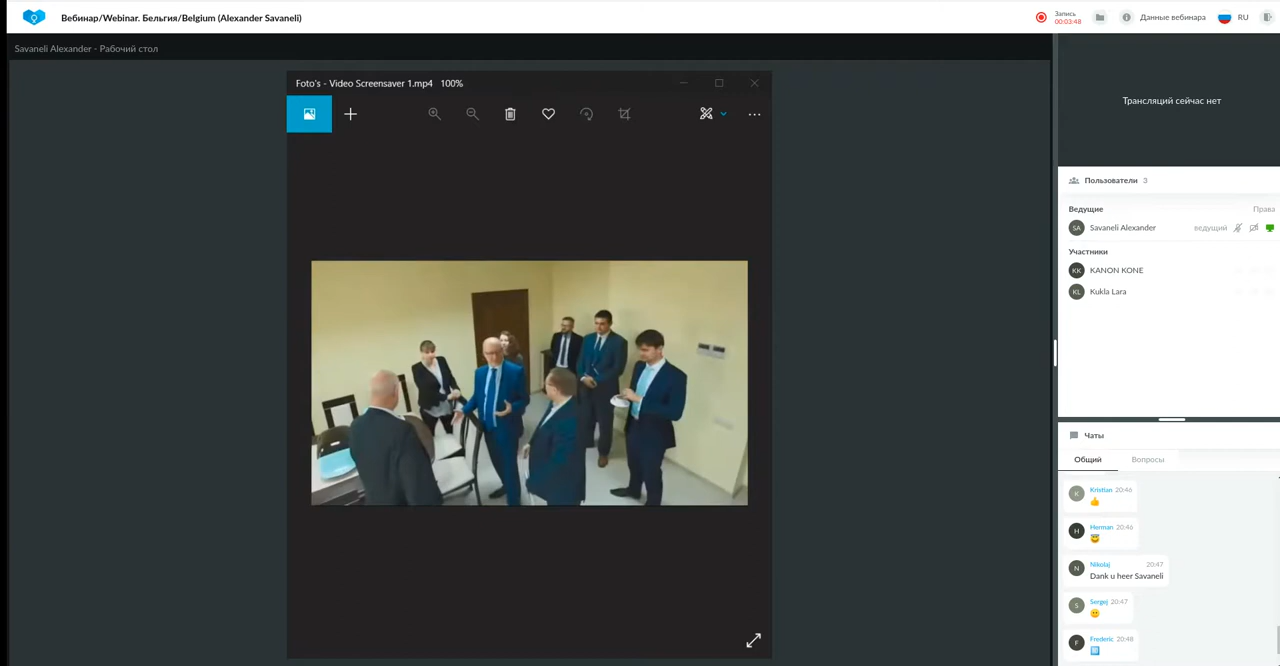 Вебинар/Webinar. Бельгия/Belgium (Alexander Savaneli)
Запись
00:03:48
Данные вебинара
RU
Savaneli Alexander - Рабочий стол
Foto's - Video Screensaver 1.mp4 100%
Трансляций сейчас нет
Пользователи 3
Ведущие
Права
SA Savaneli Alexander ведущий
Участники
KK KANON KONE
KL Kukla Lara
Чаты
Общий
Вопросы
K Kristian 20:46
H Herman 20:46
N Nikolaj 20:47
Dank u heer Savaneli
S Sergej 20:47
F Frederic 20:48